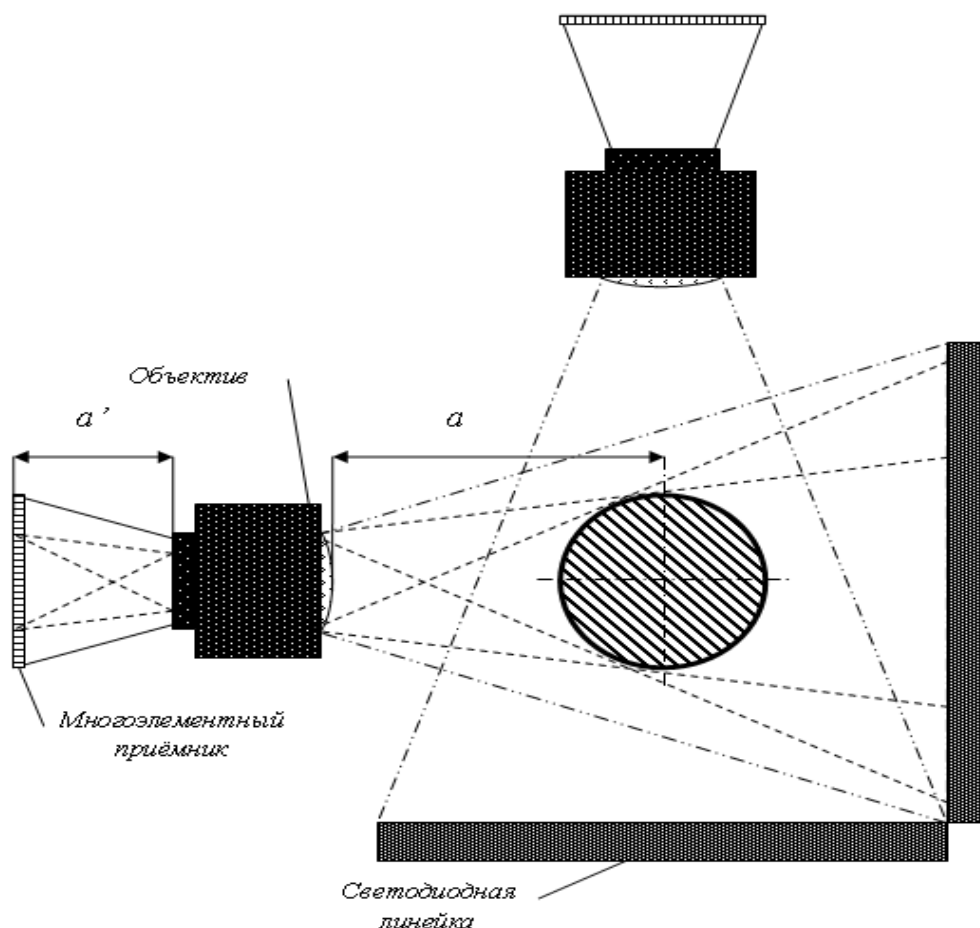 Объектив
a'
a
Многоэлементный
приёмник
Светодиодная
линейка